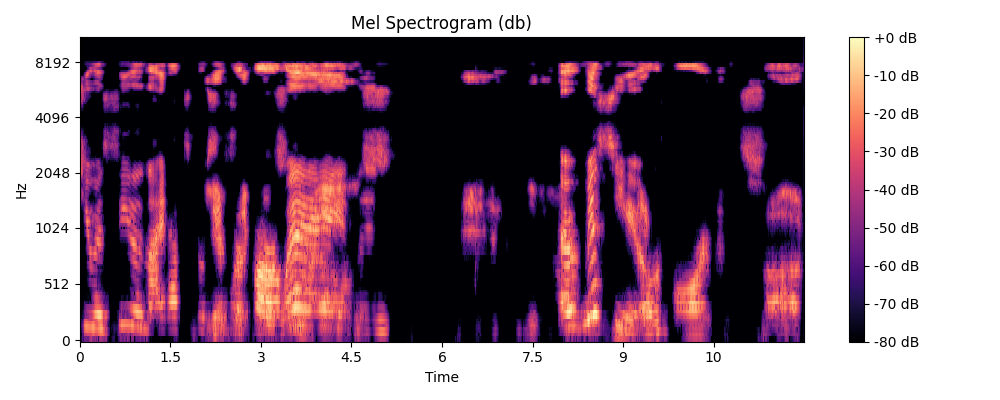 Mel Spectrogram (db)
8192
4096
2048
1024
512
0
Hz
0 1.5 3 4.5 6 7.5 9 10
Time
+0 dB
-10 dB
-20 dB
-30 dB
-40 dB
-50 dB
-60 dB
-70 dB
-80 dB